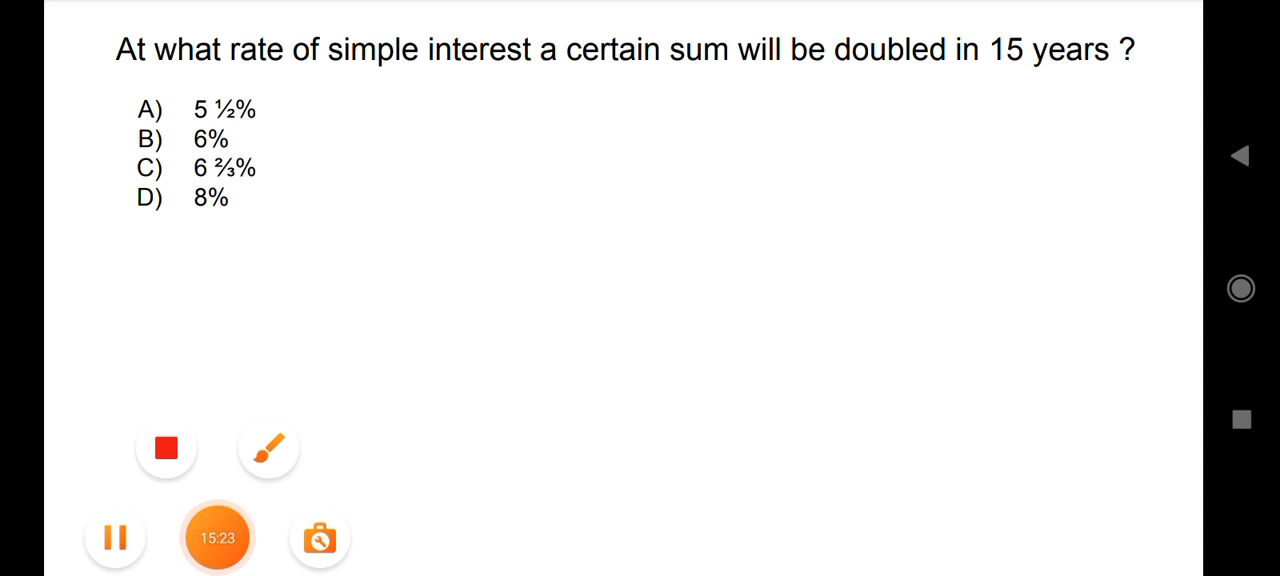 At what rate of simple interest a certain sum will be doubled in 15 years ?
A) 5 ½%
B) 6%
C) 6 ⅔%
D) 8%
15:23